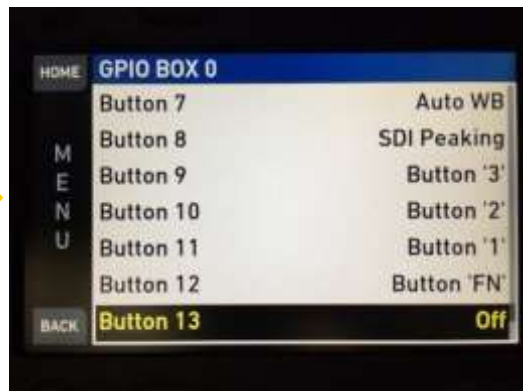 HOME GPIO BOX 0
Button 7 Auto WB
Button 8 SDI Peaking
Button 9 Button '3'
Button 10 Button '2'
Button 11 Button '1'
Button 12 Button 'FN'
BACK Button 13 Off
MENU